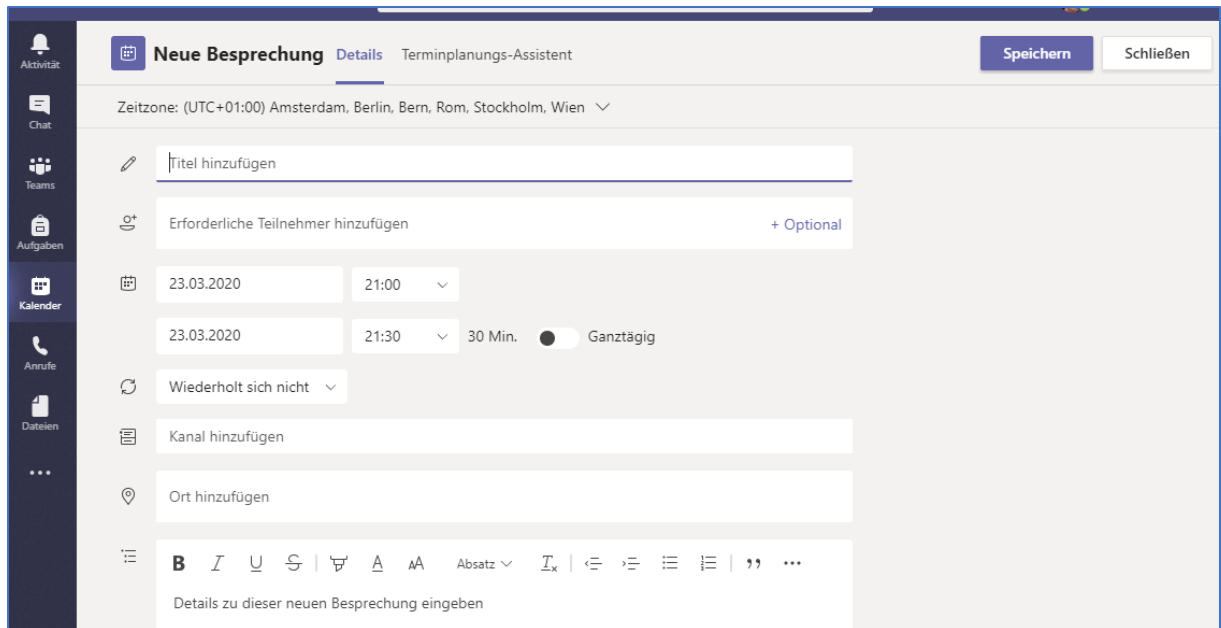 Aktivität
Chat
Teams
Aufgaben
Kalender
Anrufe
Dateien
Neue Besprechung Details Terminplanungs-Assistent Speichern Schließen
Zeitzone: (UTC+01:00) Amsterdam, Berlin, Bern, Rom, Stockholm, Wien
Titel hinzufügen
Erforderliche Teilnehmer hinzufügen + Optional
23.03.2020 21:00
23.03.2020 21:30 30 Min. Ganztägig
Wiederholt sich nicht
Kanal hinzufügen
Ort hinzufügen
B I U S A AA Absatz Tx
Details zu dieser neuen Besprechung eingeben